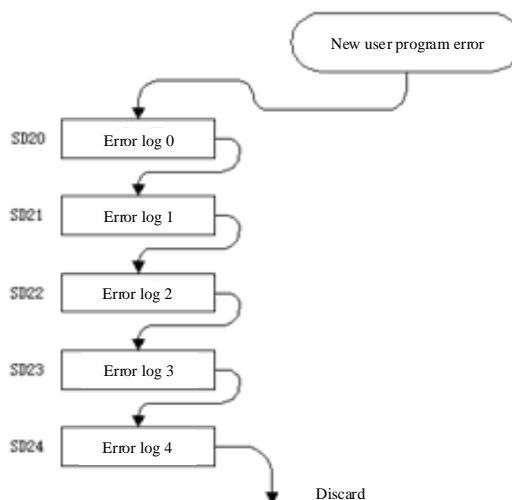 New user program error
SD20 Error log 0
SD21 Error log 1
SD22 Error log 2
SD23 Error log 3
SD24 Error log 4
Discard